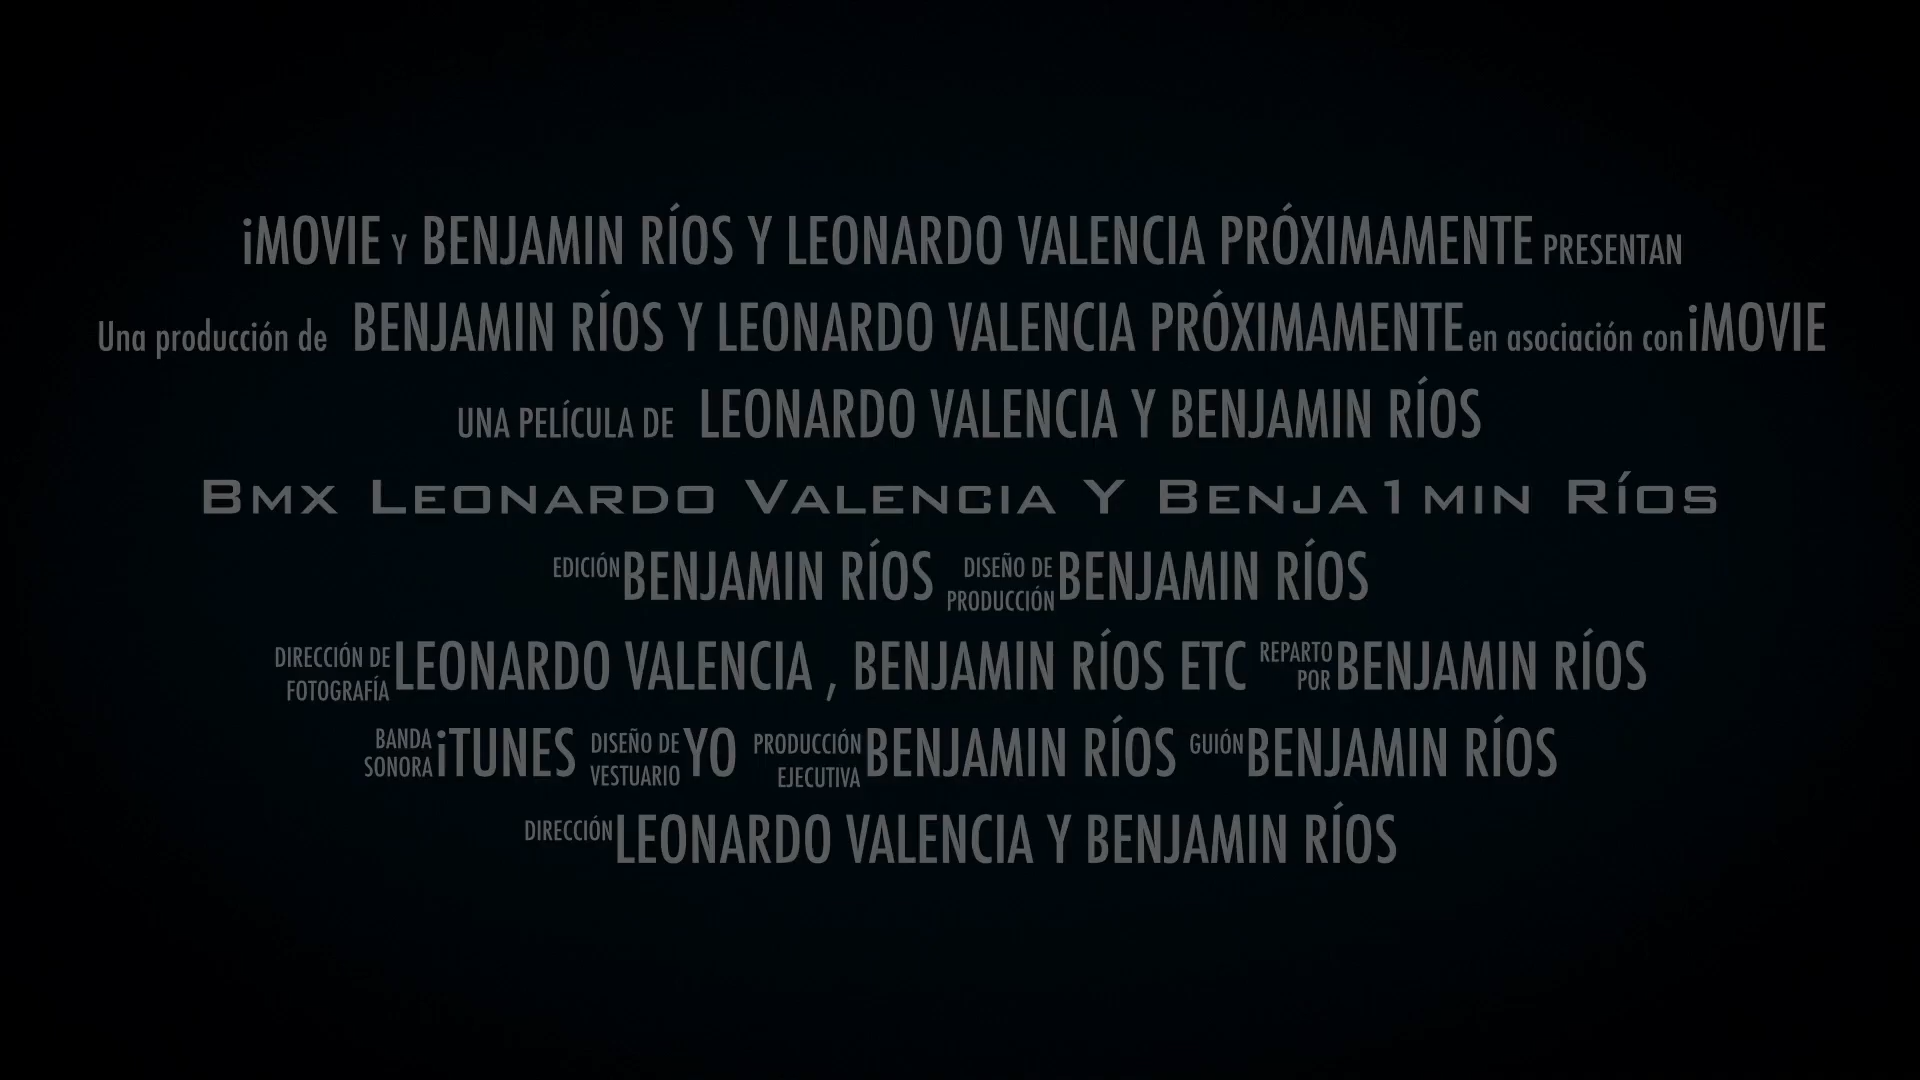 iMOVIE Y BENJAMIN RÍOS Y LEONARDO VALENCIA PRÓXIMAMENTE PRESENTAN
Una producción de BENJAMIN RÍOS Y LEONARDO VALENCIA PRÓXIMAMENTE en asociación con iMOVIE
UNA PELÍCULA DE LEONARDO VALENCIA Y BENJAMIN RÍOS
Bmx Leonardo Valencia Y Benja1min Ríos
EDICIÓN BENJAMIN RÍOS DISEÑO DE PRODUCCIÓN BENJAMIN RÍOS
DIRECCIÓN DE FOTOGRAFÍA LEONARDO VALENCIA , BENJAMIN RÍOS ETC REPARTO POR BENJAMIN RÍOS
BANDA SONORA iTUNES DISEÑO DE VESTUARIO YO PRODUCCIÓN EJECUTIVA BENJAMIN RÍOS GUIÓN BENJAMIN RÍOS
DIRECCIÓN LEONARDO VALENCIA Y BENJAMIN RÍOS